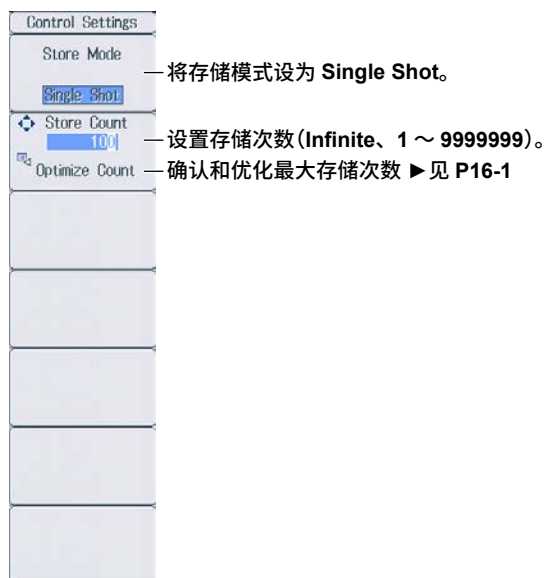 Control Settings
Store Mode
Single Shot
将存储模式设为 Single Shot。
Store Count
100
设置存储次数(Infinite、1 ～ 9999999)。
Optimize Count
确认和优化最大存储次数 ►见 P16-1